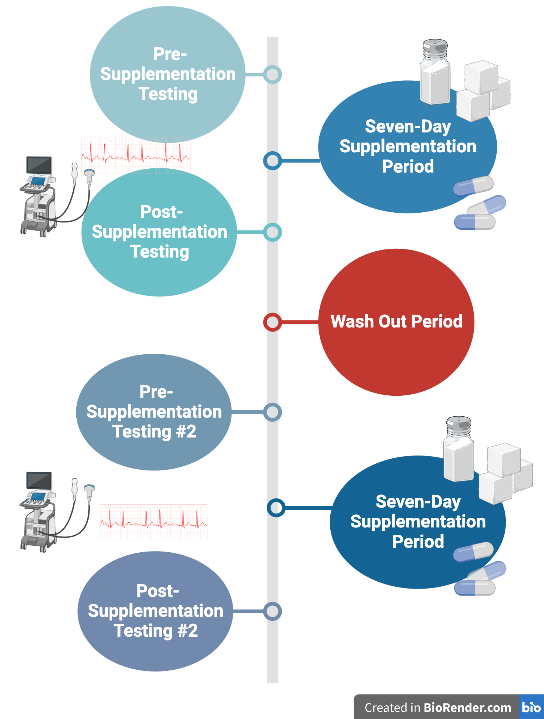 Pre-
Supplementation
Testing
Seven-Day
Supplementation
Period
Post-
Supplementation
Testing
Wash Out Period
Pre-
Supplementation
Testing #2
Seven-Day
Supplementation
Period
Post-
Supplementation
Testing #2
Created in BioRender.com bio